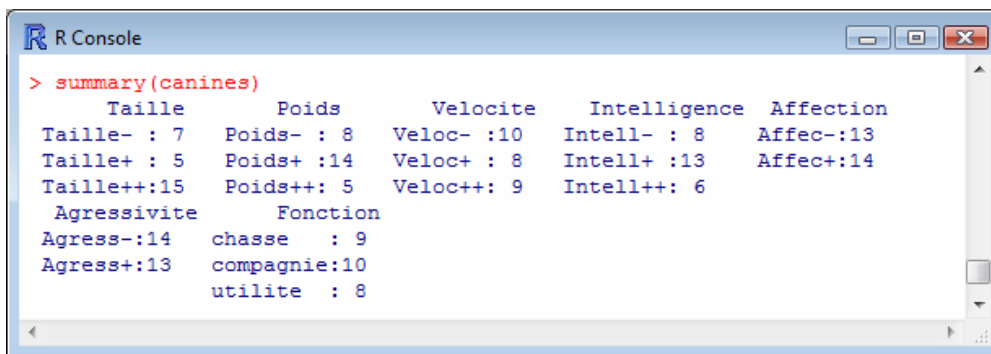 R Console
> summary(canines)
Taille Poids Velocite Intelligence Affection
Taille- : 7 Poids- : 8 Veloc- :10 Intell- : 8 Affec-:13
Taille+ : 5 Poids+ :14 Veloc+ : 8 Intell+ :13 Affec+:14
Taille++:15 Poids++: 5 Veloc++: 9 Intell++: 6
Agressivite Fonction
Agress-:14 chasse : 9
Agress+:13 compagnie:10
utilite : 8